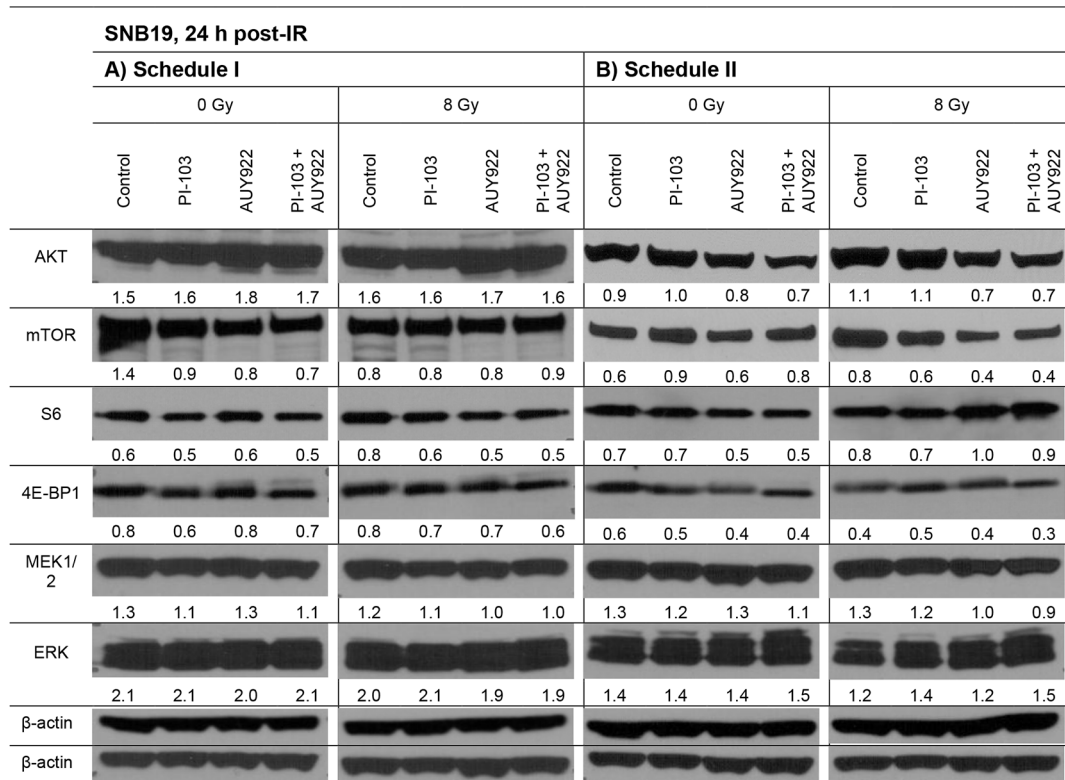 SNB19, 24 h post-IR
A) Schedule I B) Schedule II
0 Gy 8 Gy 0 Gy 8 Gy
Control PI-103 AUY922 PI-103 + AUY922 Control PI-103 AUY922 PI-103 + AUY922 Control PI-103 AUY922 PI-103 + AUY922 Control PI-103 AUY922 PI-103 + AUY922
AKT
1.5 1.6 1.8 1.7 1.6 1.6 1.7 1.6 0.9 1.0 0.8 0.7 1.1 1.1 0.7 0.7
mTOR
1.4 0.9 0.8 0.7 0.8 0.8 0.8 0.9 0.6 0.9 0.6 0.8 0.8 0.6 0.4 0.4
S6
0.6 0.5 0.6 0.5 0.8 0.6 0.5 0.5 0.7 0.7 0.5 0.5 0.8 0.7 1.0 0.9
4E-BP1
0.8 0.6 0.8 0.7 0.8 0.7 0.7 0.6 0.6 0.5 0.4 0.4 0.4 0.5 0.4 0.3
MEK1/
2
1.3 1.1 1.3 1.1 1.2 1.1 1.0 1.0 1.3 1.2 1.3 1.1 1.3 1.2 1.0 0.9
ERK
2.1 2.1 2.0 2.1 2.0 2.1 1.9 1.9 1.4 1.4 1.4 1.5 1.2 1.4 1.2 1.5
β-actin
β-actin